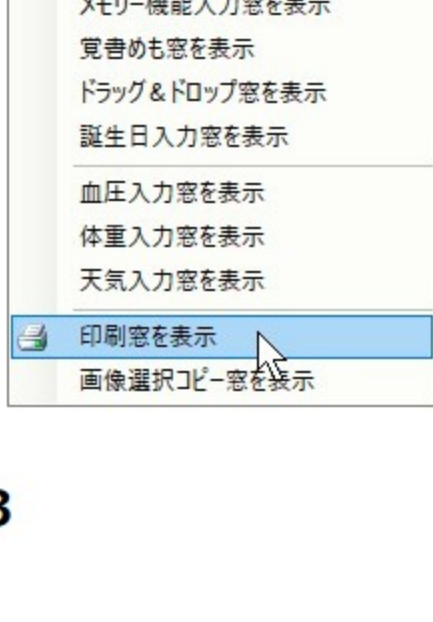 メモリー機能入力窓を表示
覚書めも窓を表示
ドラッグ&ドロップ窓を表示
誕生日入力窓を表示
血圧入力窓を表示
体重入力窓を表示
天気入力窓を表示
印刷窓を表示
画像選択コピー窓を表示
3